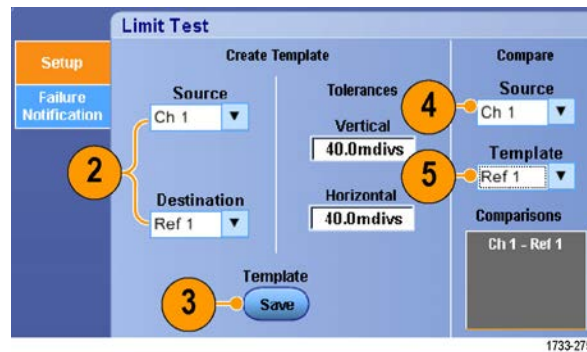 Limit Test
Setup
Failure
Notification
Create Template
Source
Ch 1
2
Destination
Ref 1
Tolerances
Vertical
40.0mdivs
Horizontal
40.0mdivs
Template
3
Save
Compare
Source
4
Ch 1
Template
5
Ref 1
Comparisons
Ch 1 - Ref 1